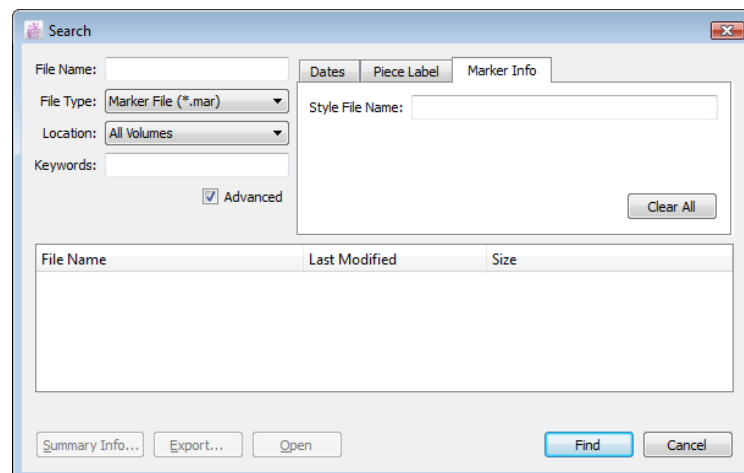 Search
File Name:
File Type: Marker File (*.mar)
Location: All Volumes
Keywords:
Advanced
Dates Piece Label Marker Info
Style File Name:
Clear All
File Name Last Modified Size
Summary Info... Export... Open Find Cancel